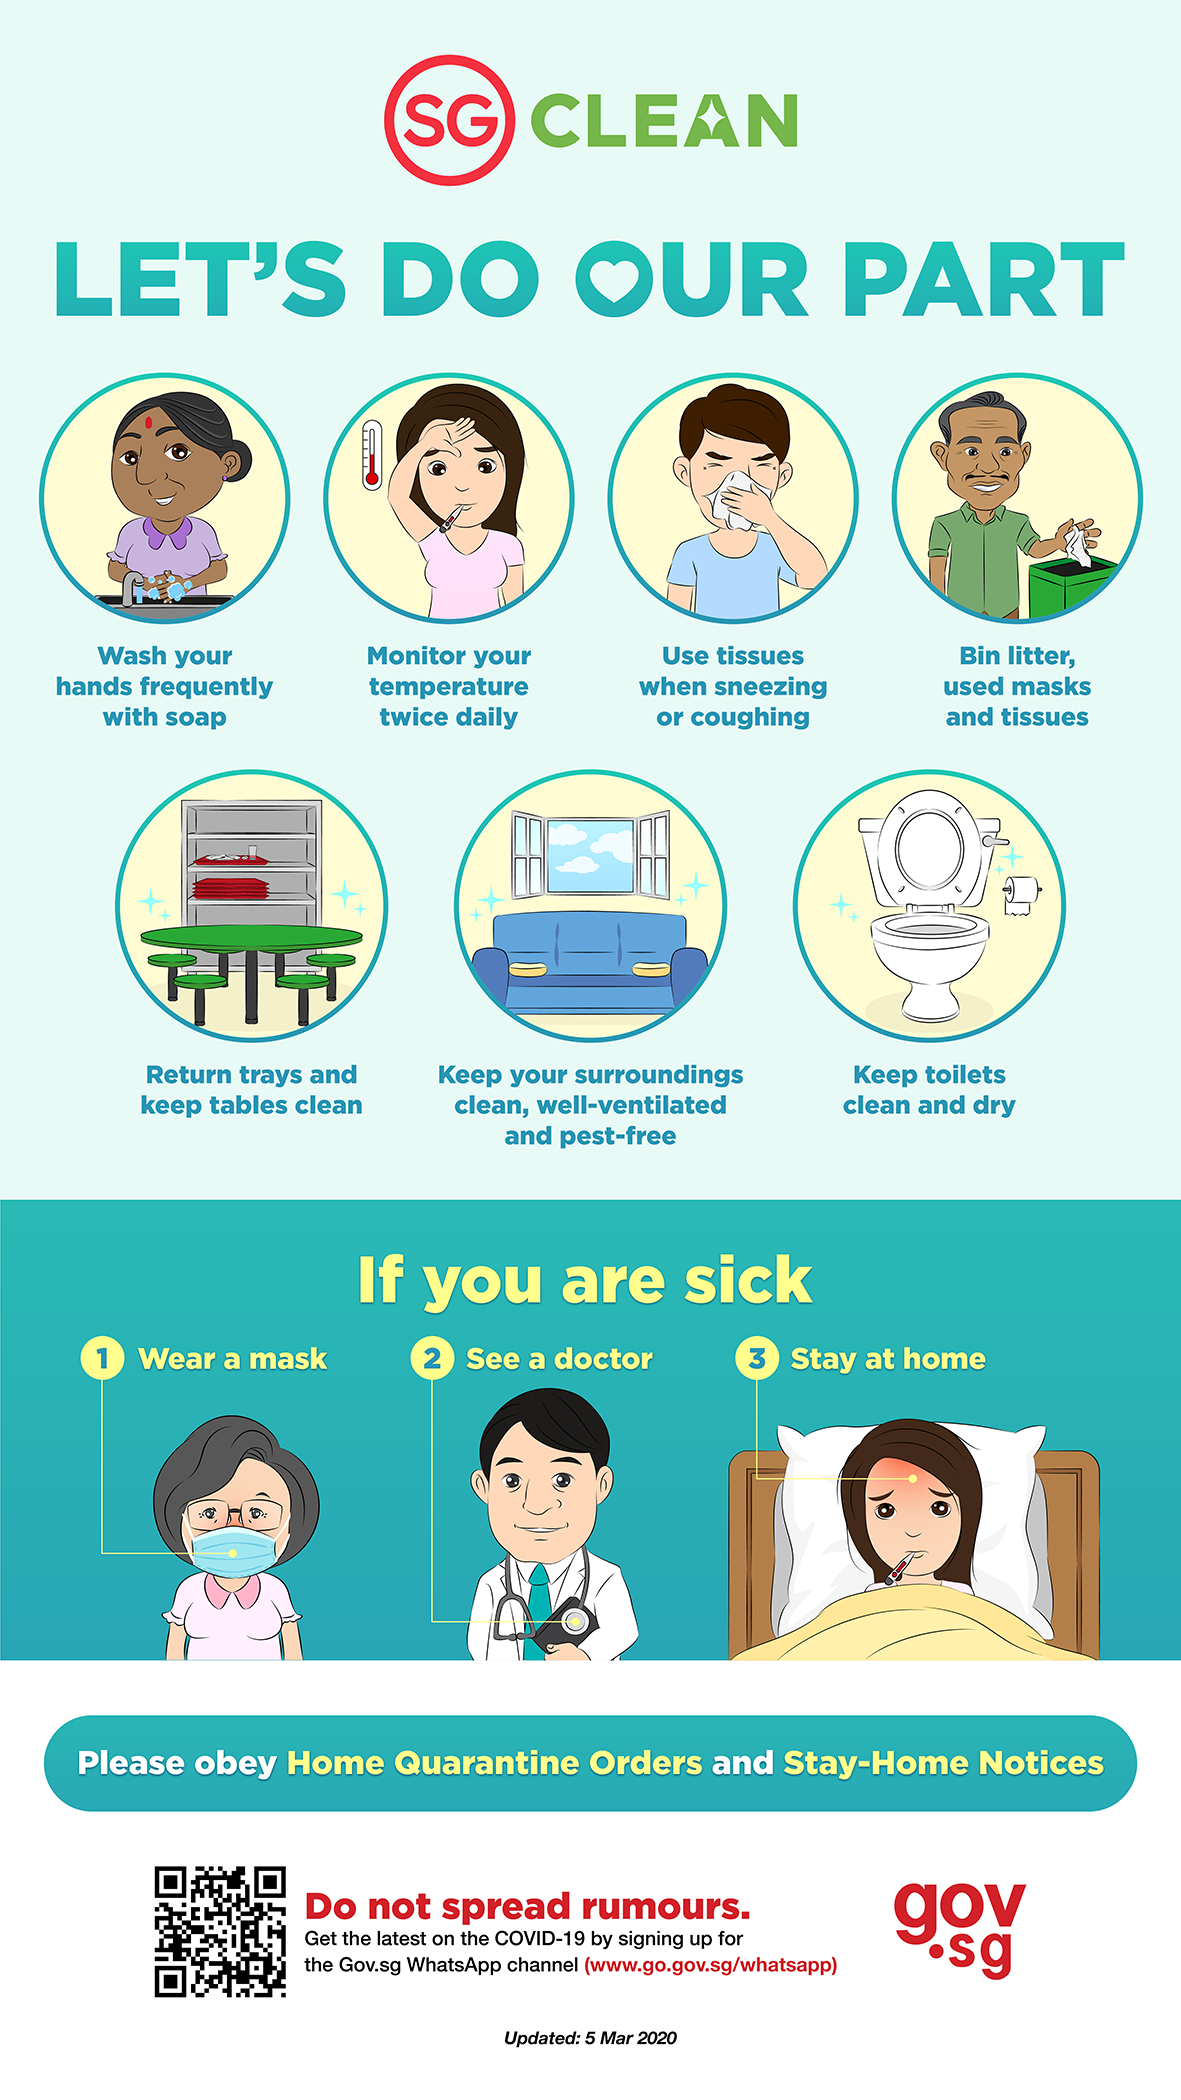 SG CLEAN
LET'S DO OUR PART
Wash your
hands frequently
with soap
Monitor your
temperature
twice daily
Use tissues
when sneezing
or coughing
Bin litter,
used masks
and tissues
Return trays and
keep tables clean
Keep your surroundings
clean, well-ventilated
and pest-free
Keep toilets
clean and dry
If you are sick
1 Wear a mask
2 See a doctor
3 Stay at home
Please obey Home Quarantine Orders and Stay-Home Notices
Do not spread rumours.
Get the latest on the COVID-19 by signing up for
the Gov.sg WhatsApp channel (www.go.gov.sg/whatsapp)
gov
.sg
Updated: 5 Mar 2020